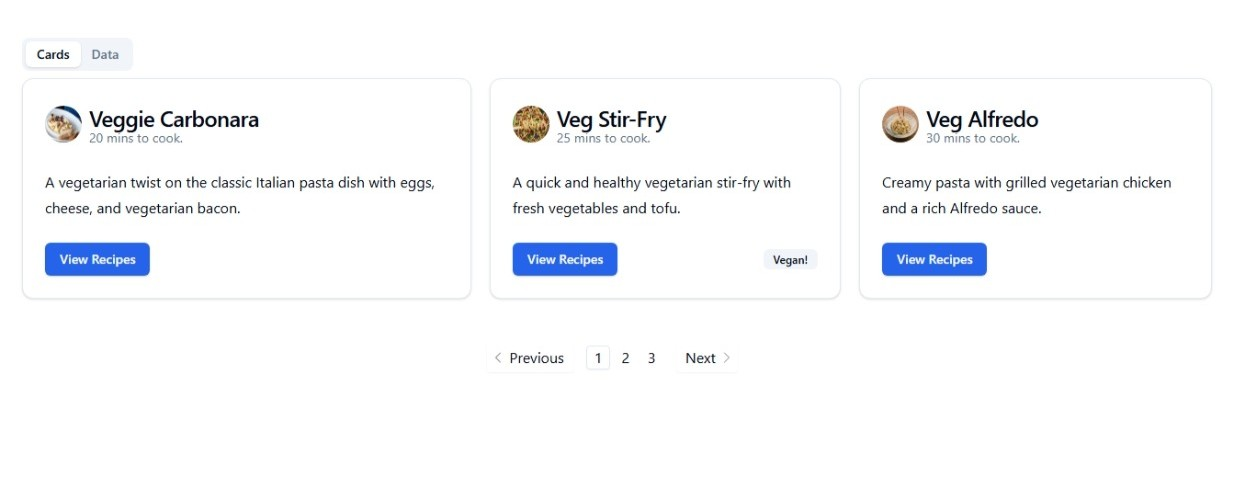 Cards Data
Veggie Carbonara
20 mins to cook.
A vegetarian twist on the classic Italian pasta dish with eggs,
cheese, and vegetarian bacon.
View Recipes
Veg Stir-Fry
25 mins to cook.
A quick and healthy vegetarian stir-fry with
fresh vegetables and tofu.
View Recipes Vegan!
Veg Alfredo
30 mins to cook.
Creamy pasta with grilled vegetarian chicken
and a rich Alfredo sauce.
View Recipes
Previous 1 2 3 Next